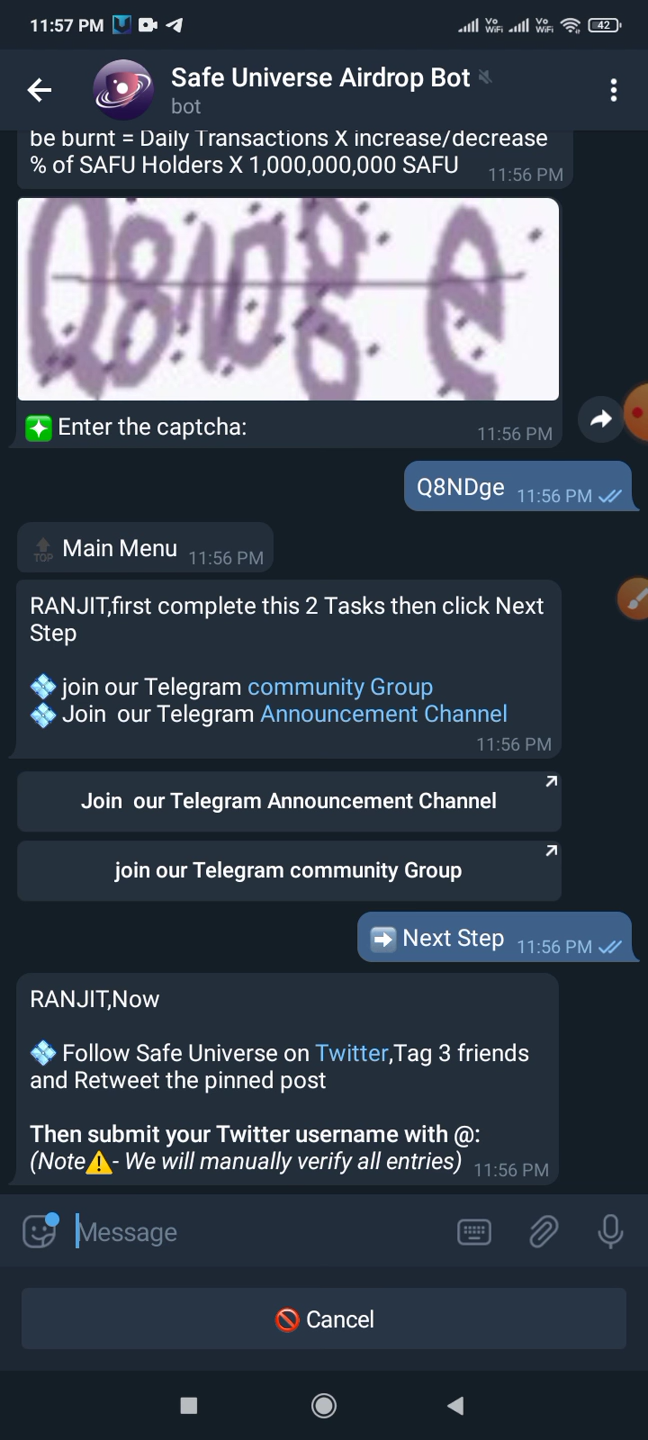 11:57 PM
Vo WiFi Vo WiFi 42
Safe Universe Airdrop Bot
bot
be burnt = Daily Transactions X increase/decrease
% of SAFU Holders X 1,000,000,000 SAFU 11:56 PM
Enter the captcha: 11:56 PM
Q8NDge 11:56 PM
TOP Main Menu 11:56 PM
RANJIT,first complete this 2 Tasks then click Next
Step
join our Telegram community Group
Join our Telegram Announcement Channel
11:56 PM
Join our Telegram Announcement Channel
join our Telegram community Group
Next Step 11:56 PM
RANJIT,Now
Follow Safe Universe on Twitter,Tag 3 friends
and Retweet the pinned post
Then submit your Twitter username with @:
(Note⚠- We will manually verify all entries) 11:56 PM
Message
Cancel